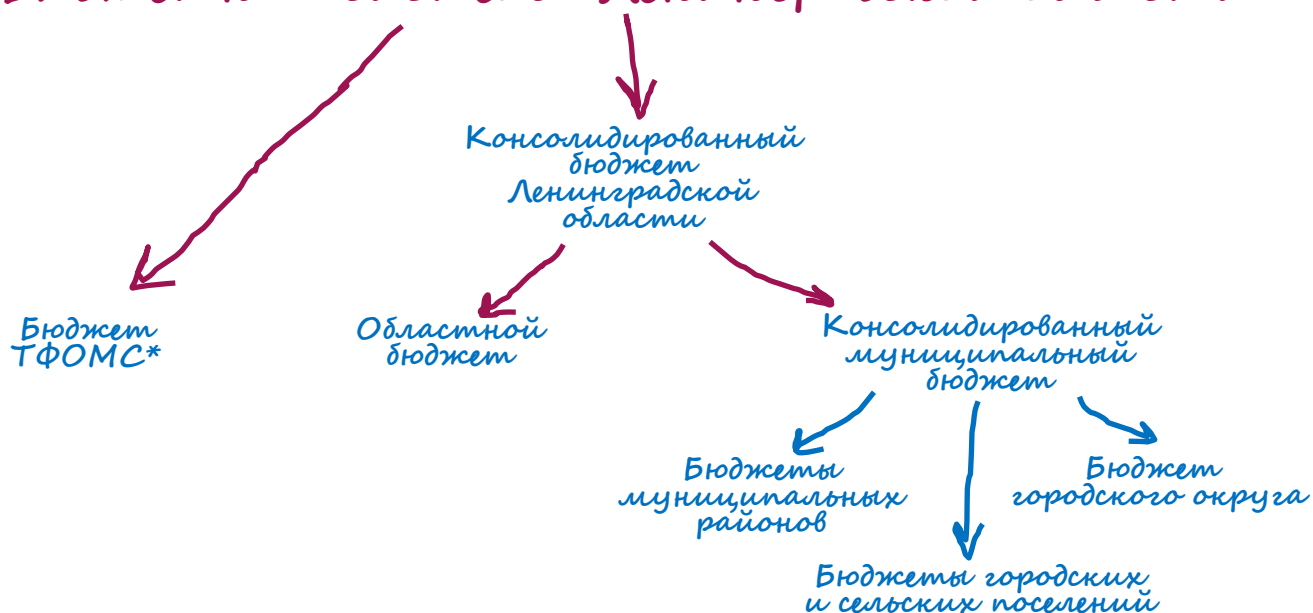 Консолидированный
бюджет
Ленинградской
области
Бюджет
ТФОМС*
Областной
бюджет
Консолидированный
муниципальный
бюджет
Бюджеты
муниципальных
районов
Бюджет
городского округа
Бюджеты городских
и сельских поселений